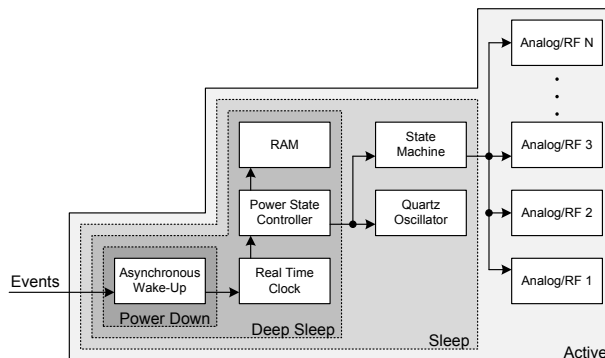 Analog/RF N
RAM
State
Machine
Analog/RF 3
Power State
Controller
Quartz
Oscillator
Analog/RF 2
Events
Asynchronous
Wake-Up
Real Time
Clock
Analog/RF 1
Power Down
Deep Sleep
Sleep
Active